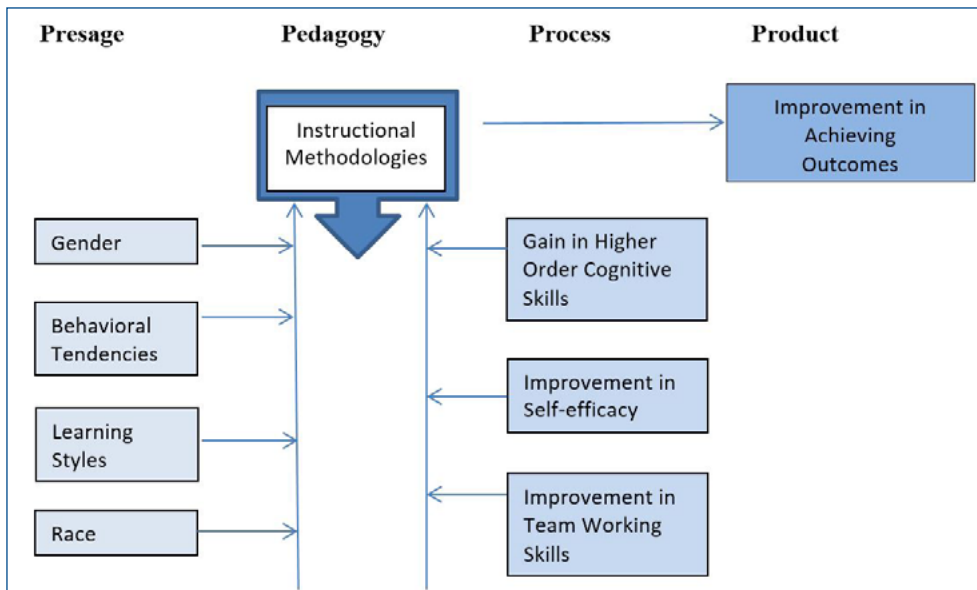 Presage
Pedagogy
Process
Product
Instructional
Methodologies
Improvement in
Achieving
Outcomes
Gender
Behavioral
Tendencies
Learning
Styles
Race
Gain in Higher
Order Cognitive
Skills
Improvement in
Self-efficacy
Improvement in
Team Working
Skills